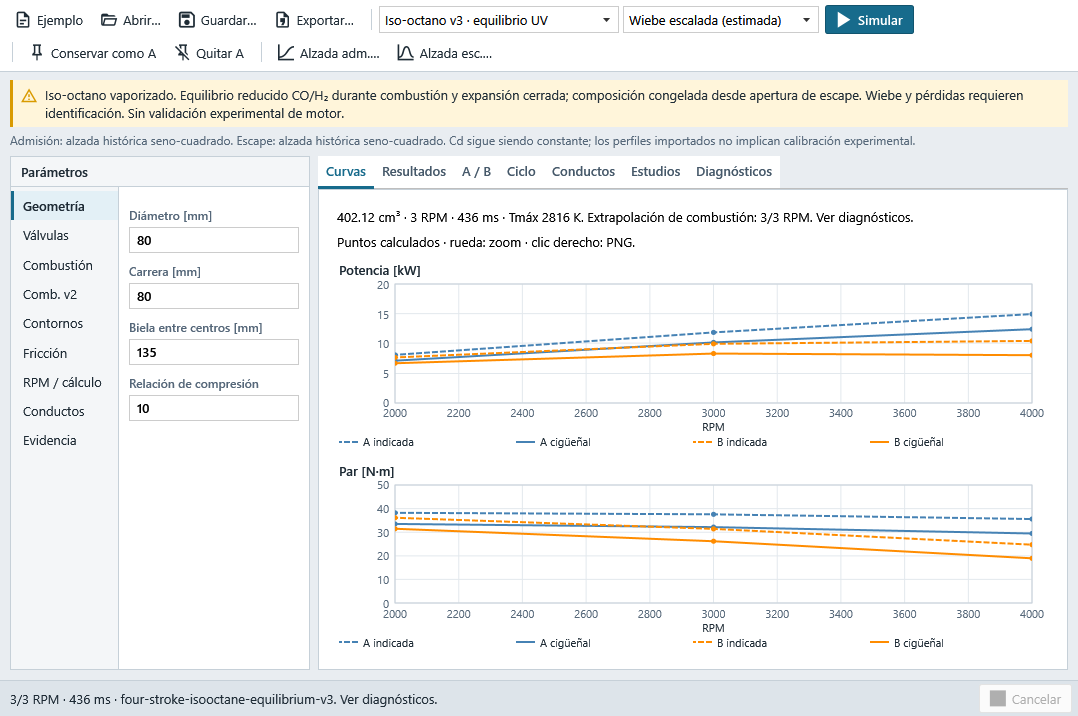 Ejemplo
Abrir...
Guardar...
Exportar...
Iso-octano v3 · equilibrio UV
Wiebe escalada (estimada)
Simular
Conservar como A
Quitar A
Alzada adm....
Alzada esc....
Iso-octano vaporizado. Equilibrio reducido CO/H₂ durante combustión y expansión cerrada; composición congelada desde apertura de escape. Wiebe y pérdidas requieren
identificación. Sin validación experimental de motor.
Admisión: alzada histórica seno-cuadrado. Escape: alzada histórica seno-cuadrado. Cd sigue siendo constante; los perfiles importados no implican calibración experimental.
Parámetros
Geometría
Válvulas
Combustión
Comb. v2
Contornos
Fricción
RPM / cálculo
Conductos
Evidencia
Diámetro [mm]
80
Carrera [mm]
80
Biela entre centros [mm]
135
Relación de compresión
10
Curvas
Resultados
A / B
Ciclo
Conductos
Estudios
Diagnósticos
402.12 cm³ · 3 RPM · 436 ms · Tmáx 2816 K. Extrapolación de combustión: 3/3 RPM. Ver diagnósticos.
Puntos calculados · rueda: zoom · clic derecho: PNG.
Potencia [kW]
20
15
10
5
0
2000 2200 2400 2600 2800 3000 3200 3400 3600 3800 4000
RPM
A indicada
A cigüeñal
B indicada
B cigüeñal
Par [N·m]
50
40
30
20
10
0
2000 2200 2400 2600 2800 3000 3200 3400 3600 3800 4000
RPM
A indicada
A cigüeñal
B indicada
B cigüeñal
3/3 RPM · 436 ms · four-stroke-isooctane-equilibrium-v3. Ver diagnósticos.
Cancelar